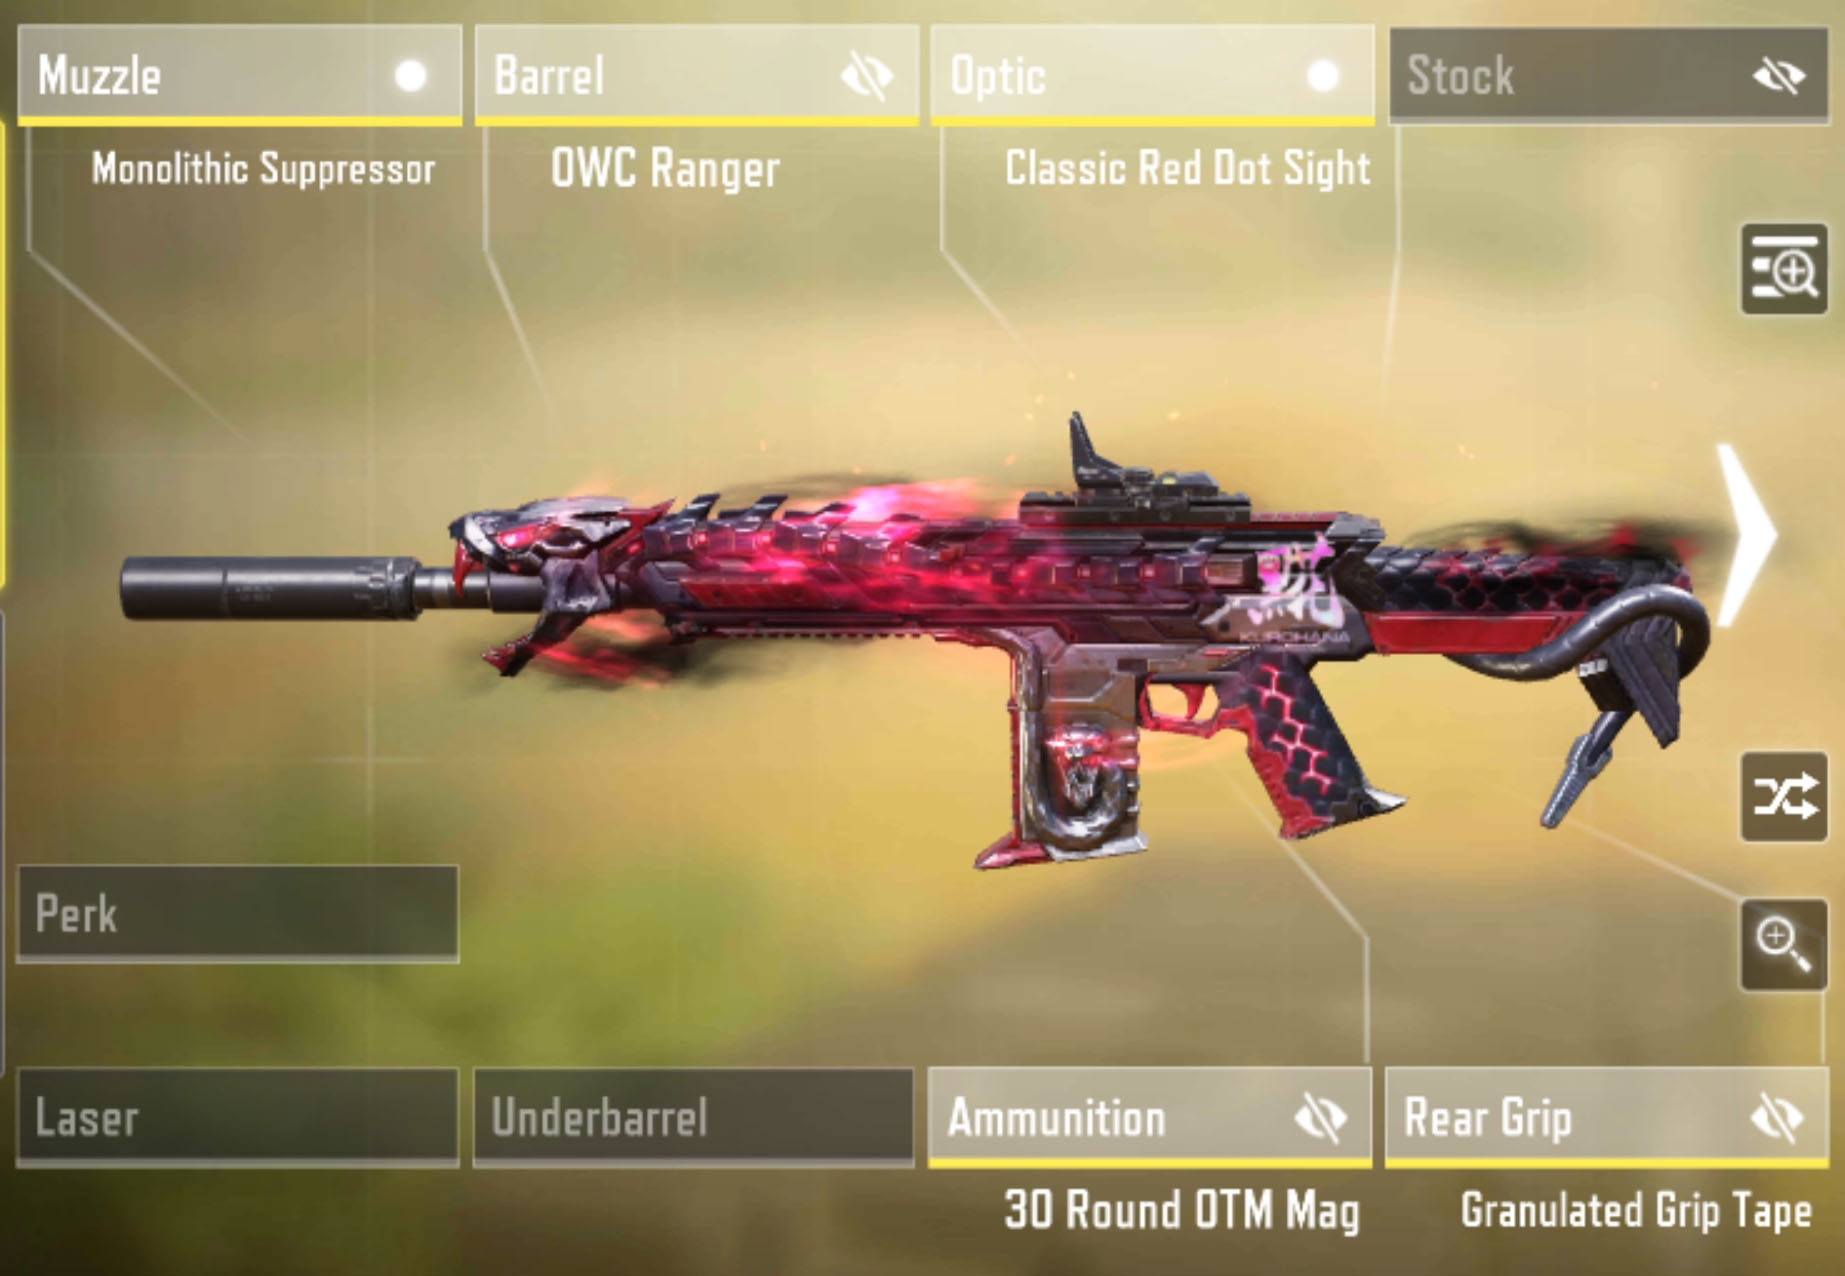 Muzzle
Barrel
Optic
Stock
Monolithic Suppressor
OWC Ranger
Classic Red Dot Sight
KUROHANA
Perk
Laser
Underbarrel
Ammunition
Rear Grip
30 Round OTM Mag
Granulated Grip Tape